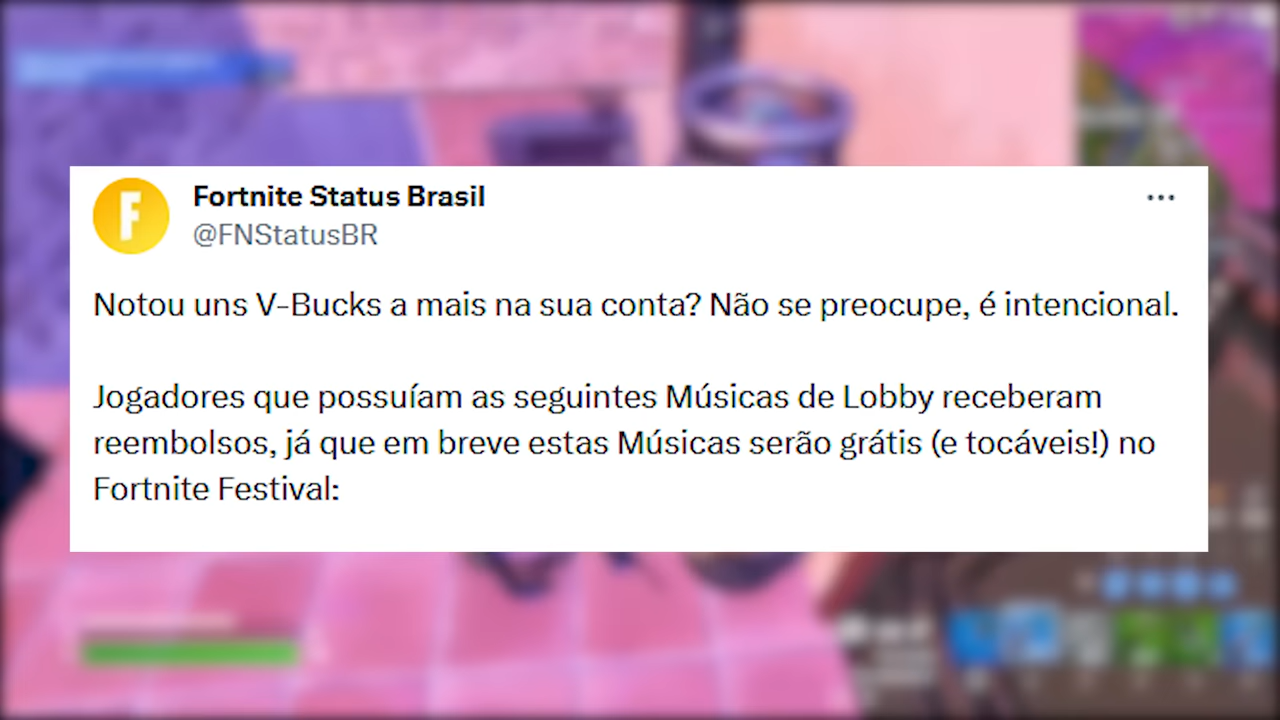 F
Fortnite Status Brasil
@FNStatusBR
Notou uns V-Bucks a mais na sua conta? Não se preocupe, é intencional.
Jogadores que possuíam as seguintes Músicas de Lobby receberam
reembolsos, já que em breve estas Músicas serão grátis (e tocáveis!) no
Fortnite Festival: